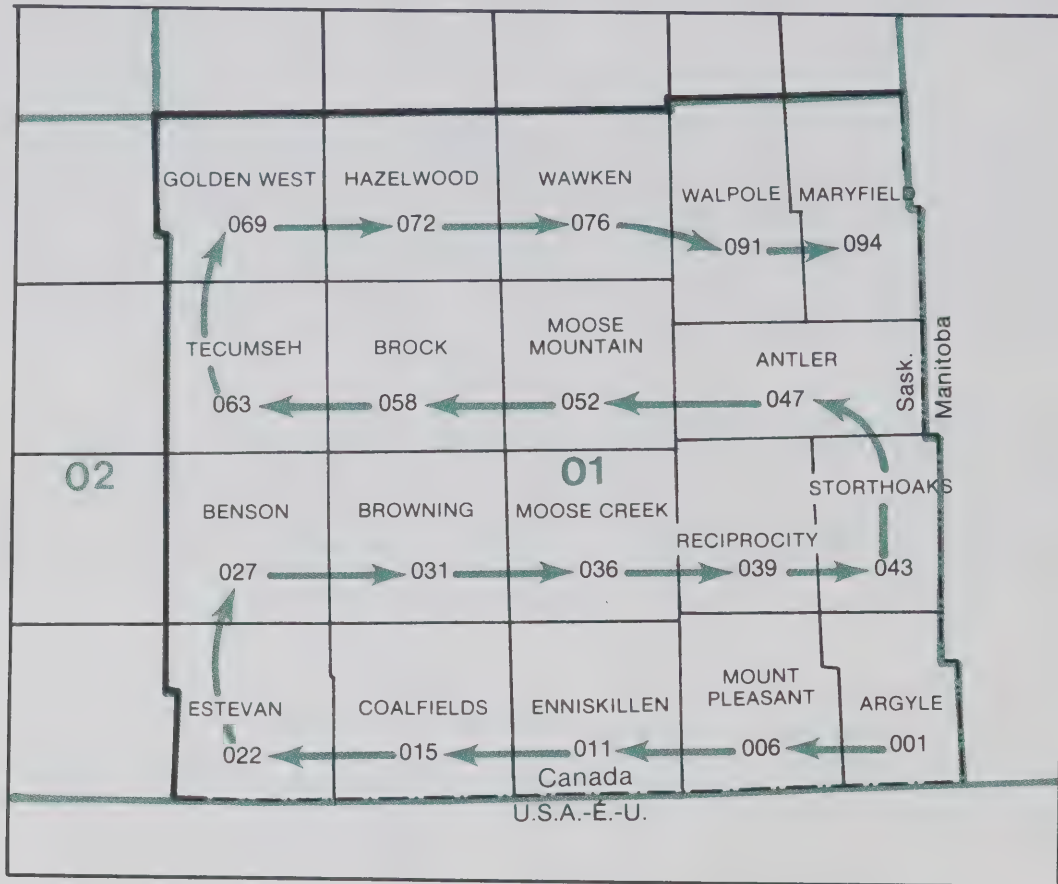 GOLDEN WEST HAZELWOOD WAWKEN WALPOLE MARYFIELD
069 072 076 091 094
TECUMSEH BROCK MOOSE
MOUNTAIN ANTLER
063 058 052 047
Sask.
Manitoba
02 01
BENSON BROWNING MOOSE CREEK RECIPROCITY STORTHOAKS
027 031 036 039 043
ESTEVAN COALFIELDS ENNISKILLEN MOUNT
PLEASANT ARGYLE
022 015 011 006 001
Canada
U.S.A.-É.-U.